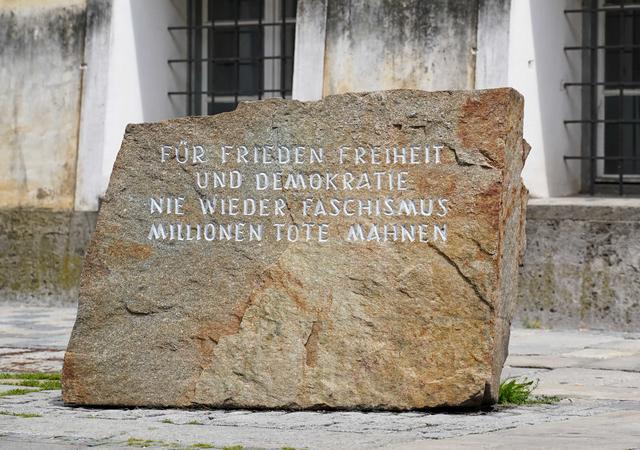 FÜR FRIEDEN FREIHEIT
UND DEMOKRATIE
NIE WIEDER FASCHISMUS
MILLIONEN TOTE MAHNEN